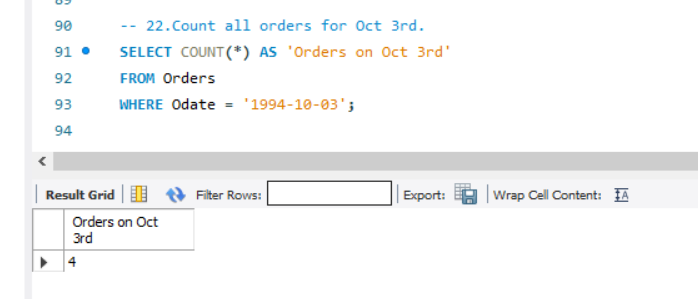 89
90 -- 22.Count all orders for Oct 3rd.
91 SELECT COUNT(*) AS 'Orders on Oct 3rd'
92 FROM Orders
93 WHERE Odate = '1994-10-03';
94
Result Grid Filter Rows: Export: Wrap Cell Content: IA
Orders on Oct
3rd
4